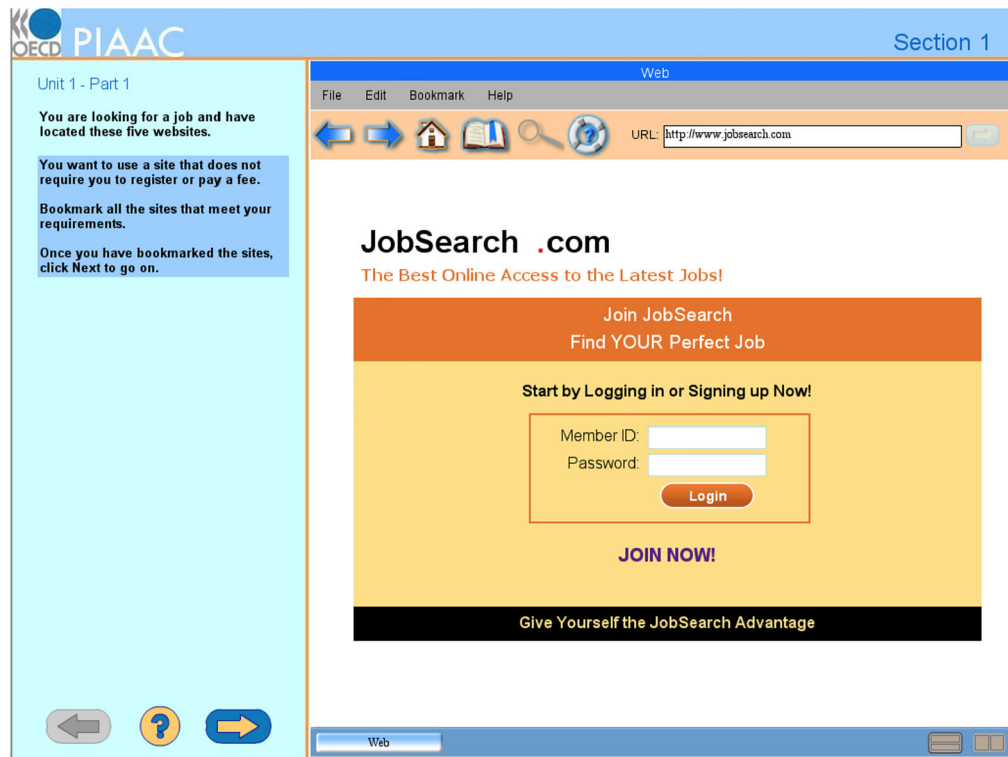 OECD PIAAC
Section 1
Unit 1 - Part 1
You are looking for a job and have
located these five websites.
You want to use a site that does not
require you to register or pay a fee.
Bookmark all the sites that meet your
requirements.
Once you have bookmarked the sites,
click Next to go on.
Web
File Edit Bookmark Help
URL: http://www.jobsearch.com
JobSearch .com
The Best Online Access to the Latest Jobs!
Join JobSearch
Find YOUR Perfect Job
Start by Logging in or Signing up Now!
Member ID:
Password:
Login
JOIN NOW!
Give Yourself the JobSearch Advantage
Web